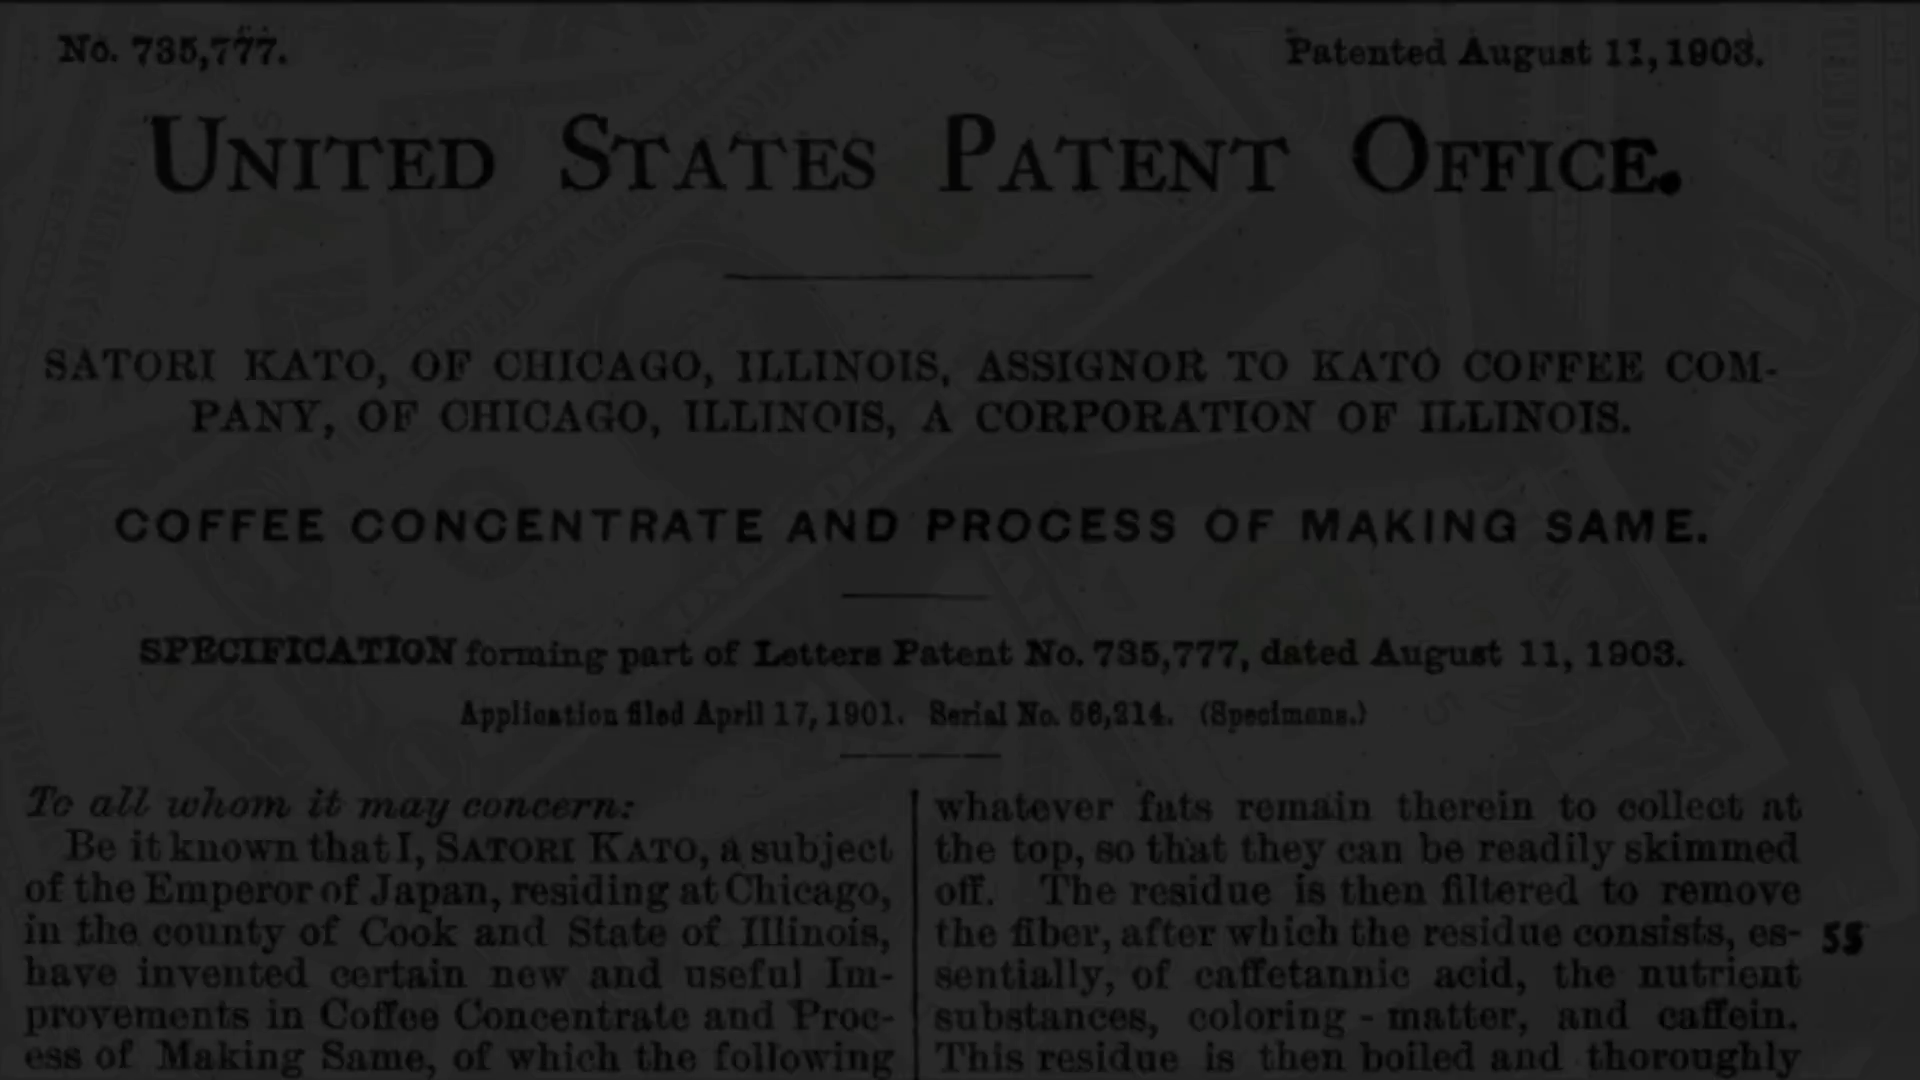 No. 735,777.
Patented August 11, 1903.
UNITED STATES PATENT OFFICE.
SATORI KATO, OF CHICAGO, ILLINOIS, ASSIGNOR TO KATO COFFEE COM-
PANY, OF CHICAGO, ILLINOIS, A CORPORATION OF ILLINOIS.
COFFEE CONCENTRATE AND PROCESS OF MAKING SAME.
SPECIFICATION forming part of Letters Patent No. 735,777, dated August 11, 1903.
Application filed April 17, 1901. Serial No. 56,214. (Specimens.)
To all whom it may concern:
Be it known that I, SATORI KATO, a subject
of the Emperor of Japan, residing at Chicago,
in the county of Cook and State of Illinois,
have invented certain new and useful Im-
provements in Coffee Concentrate and Proc-
ess of Making Same, of which the following
whatever fats remain therein to collect at
the top, so that they can be readily skimmed
off. The residue is then filtered to remove
the fiber, after which the residue consists, es- 55
sentially, of caffetannic acid, the nutrient
substances, coloring-matter, and caffein.
This residue is then boiled and thoroughly